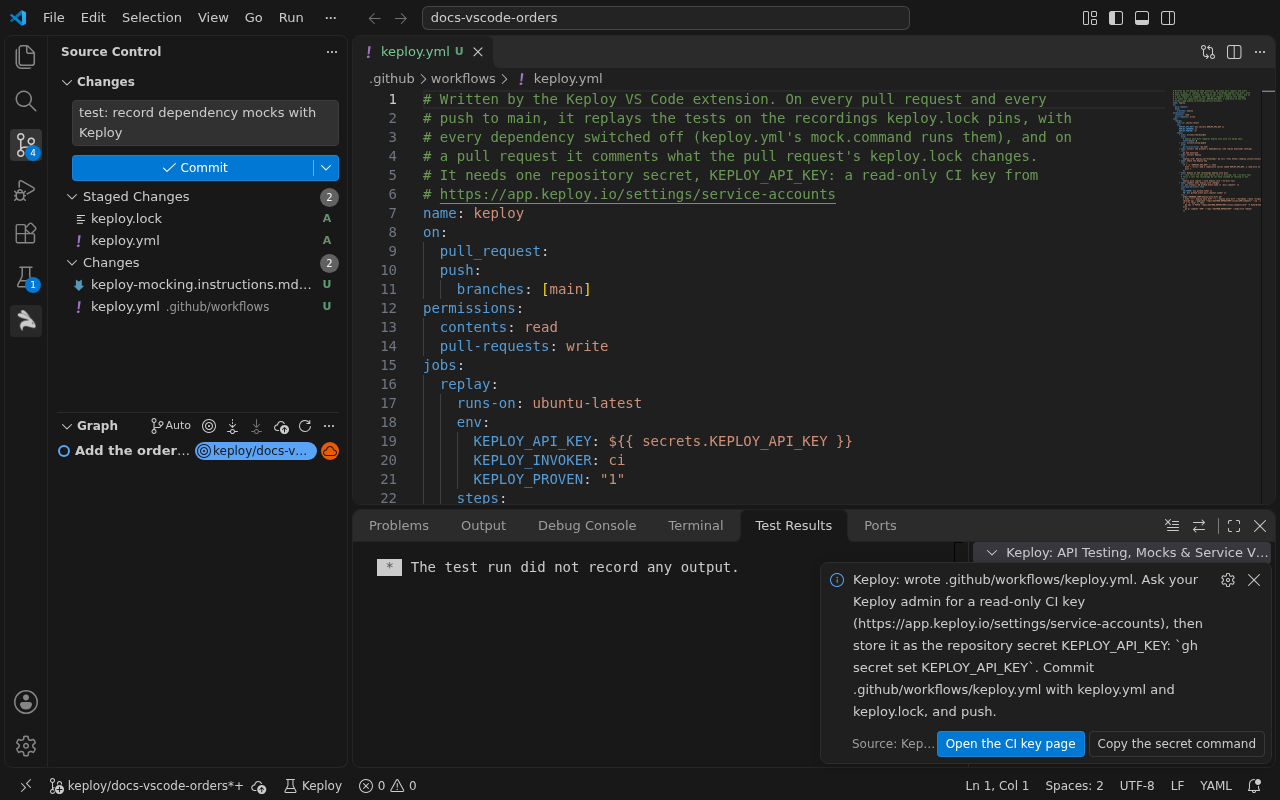 File Edit Selection View Go Run ···
docs-vscode-orders
Source Control
Changes
test: record dependency mocks with
Keploy
Commit
Staged Changes 2
keploy.lock A
keploy.yml A
Changes 2
keploy-mocking.instructions.md... U
keploy.yml .github/workflows U
4
1
Graph Auto
Add the order... keploy/docs-v...
keploy.yml U
.github > workflows > keploy.yml
1 # Written by the Keploy VS Code extension. On every pull request and every
2 # push to main, it replays the tests on the recordings keploy.lock pins, with
3 # every dependency switched off (keploy.yml's mock.command runs them), and on
4 # a pull request it comments what the pull request's keploy.lock changes.
5 # It needs one repository secret, KEPLOY_API_KEY: a read-only CI key from
6 # https://app.keploy.io/settings/service-accounts
7 name: keploy
8 on:
9 pull_request:
10 push:
11 branches: [main]
12 permissions:
13 contents: read
14 pull-requests: write
15 jobs:
16 replay:
17 runs-on: ubuntu-latest
18 env:
19 KEPLOY_API_KEY: ${{ secrets.KEPLOY_API_KEY }}
20 KEPLOY_INVOKER: ci
21 KEPLOY_PROVEN: "1"
22 steps:
Problems Output Debug Console Terminal Test Results Ports
* The test run did not record any output.
Keploy: API Testing, Mocks & Service V...
Keploy: wrote .github/workflows/keploy.yml. Ask your
Keploy admin for a read-only CI key
(https://app.keploy.io/settings/service-accounts), then
store it as the repository secret KEPLOY_API_KEY: `gh
secret set KEPLOY_API_KEY`. Commit
.github/workflows/keploy.yml with keploy.yml and
keploy.lock, and push.
Source: Kep... Open the CI key page Copy the secret command
keploy/docs-vscode-orders*+ Keploy 0 0 Ln 1, Col 1 Spaces: 2 UTF-8 LF YAML